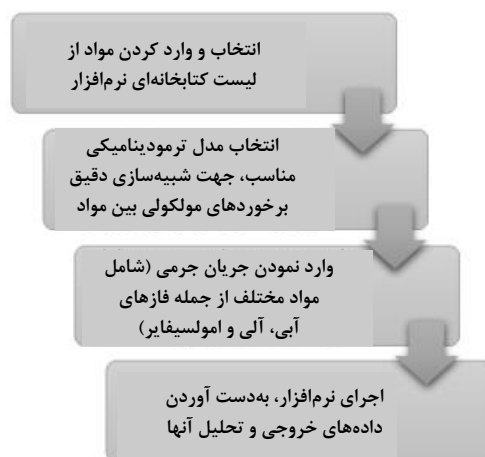 انتخاب و وارد کردن مواد از
لیست کتابخانه‌ای نرم‌افزار
انتخاب مدل ترمودینامیکی
مناسب، جهت شبیه‌سازی دقیق
برخوردهای مولکولی بین مواد
وارد نمودن جریان جرمی (شامل
مواد مختلف از جمله فازهای
آبی، آلی و امولسیفایر)
اجرای نرم‌افزار، به‌دست آوردن
داده‌های خروجی و تحلیل آنها